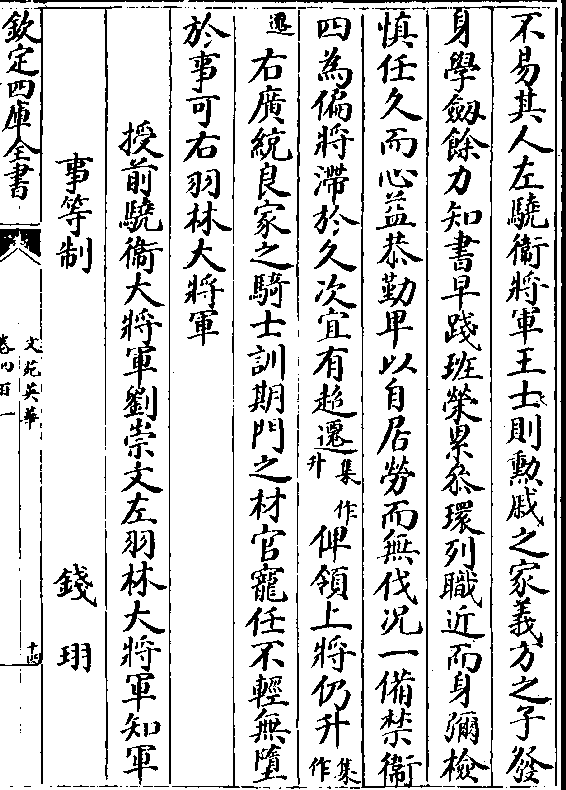 不易其人左驍衞將軍王士則勲戚之家義方之子發
身學劔餘力知書早踐班榮累叅環列職近而身彌檢
慎任久而心益恭勤卑以自居勞而無伐況一備禁衞
四為偏將滯於久次宜有超遷集作升俾領上將仍升集作
遷右廣統良家之騎士訓期門之材官寵任不輕無墮
於事可右羽林大將軍
授前驍衞大將軍劉崇文左羽林大將軍知軍
事等制 錢珝
欽定四庫全書
文苑英華
卷四百一
十四